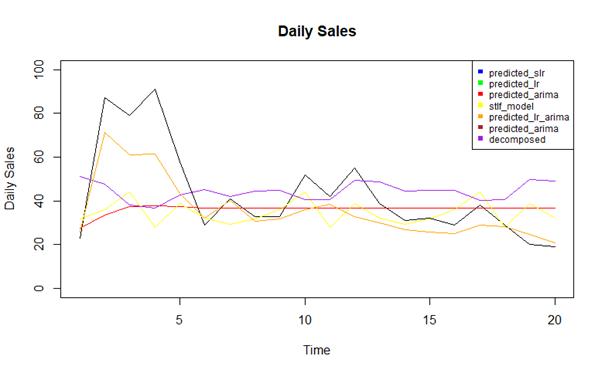 Daily Sales
predicted_slr
predicted_lr
predicted_arima
stlf_model
predicted_lr_arima
predicted_arima
decomposed
Daily Sales
100
80
60
40
20
0
5
10
15
20
Time